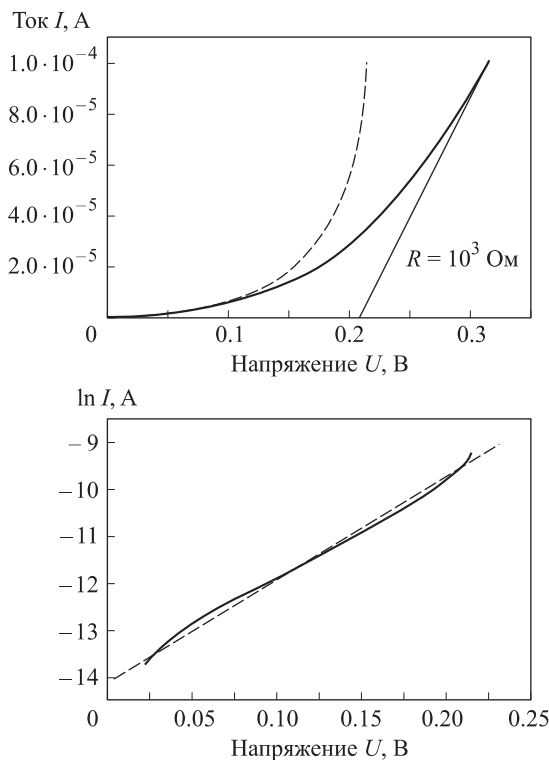 Ток I, А
1.0·10⁻⁴
8.0·10⁻⁵
6.0·10⁻⁵
4.0·10⁻⁵
2.0·10⁻⁵
R = 10³ Ом
0 0.1 0.2 0.3
Напряжение U, В
ln I, А
–9
–10
–11
–12
–13
–14
0 0.05 0.10 0.15 0.20 0.25
Напряжение U, В